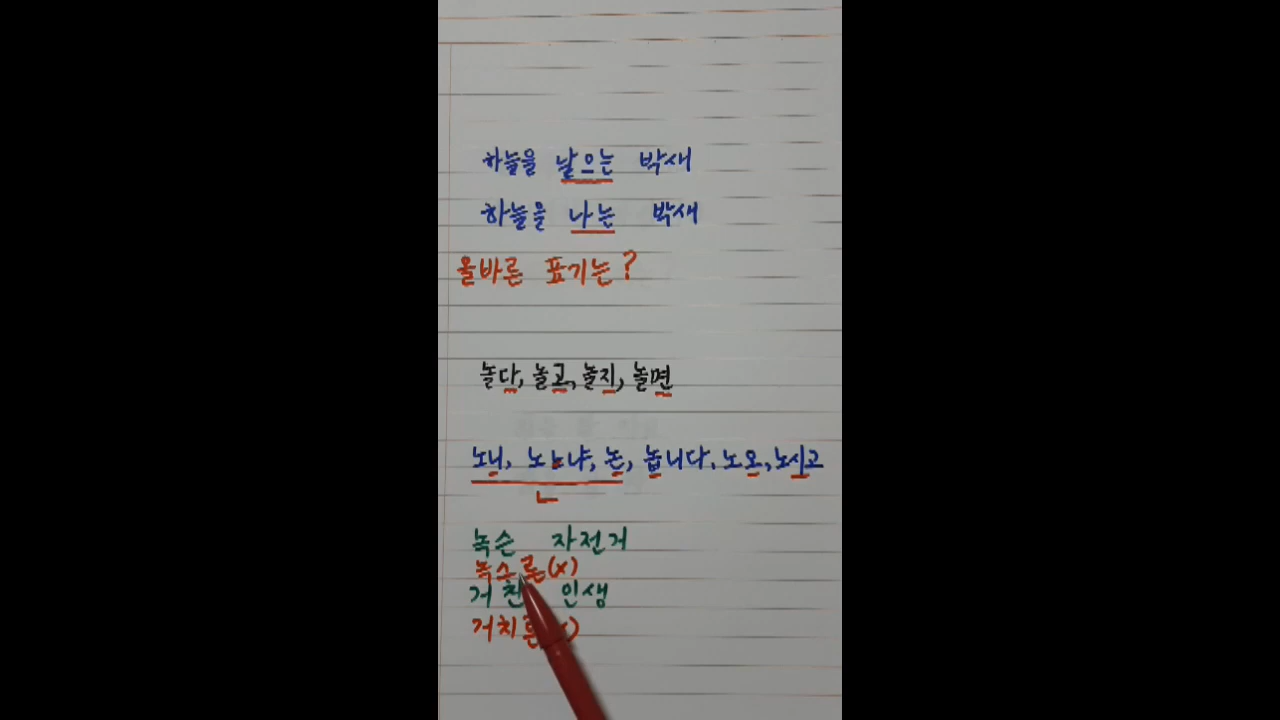 하늘을 날으는 박새
하늘을 나는 박새
올바른 표기는?
놀다, 놀고, 놀지, 놀면
노니, 노느냐, 논, 놉니다, 노오, 노시고
ㄴ
녹슨 자전거
녹스른(x)
거친 인생